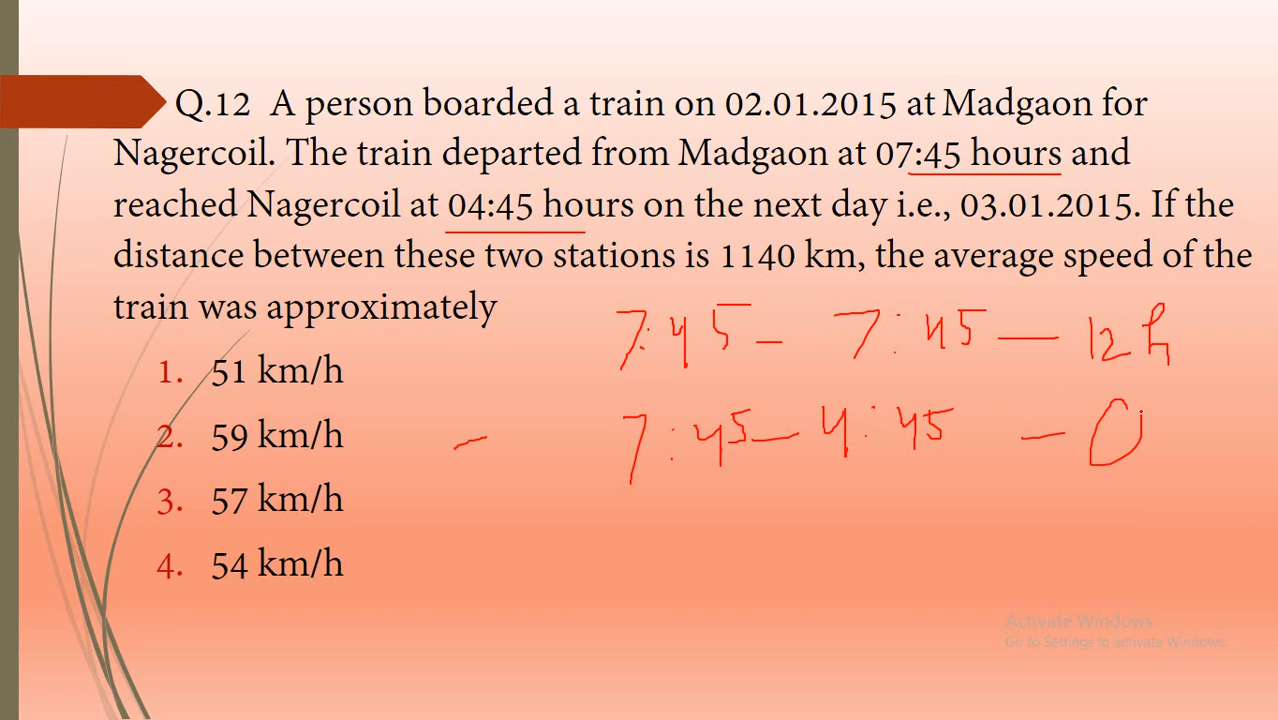 Q.12 A person boarded a train on 02.01.2015 at Madgaon for
Nagercoil. The train departed from Madgaon at 07:45 hours and
reached Nagercoil at 04:45 hours on the next day i.e., 03.01.2015. If the
distance between these two stations is 1140 km, the average speed of the
train was approximately
7:45 - 7:45 - 12h
1. 51 km/h
2. 59 km/h
- 7:45 - 4:45 - 0
3. 57 km/h
4. 54 km/h
Activate Windows
Go to Settings to activate Windows.